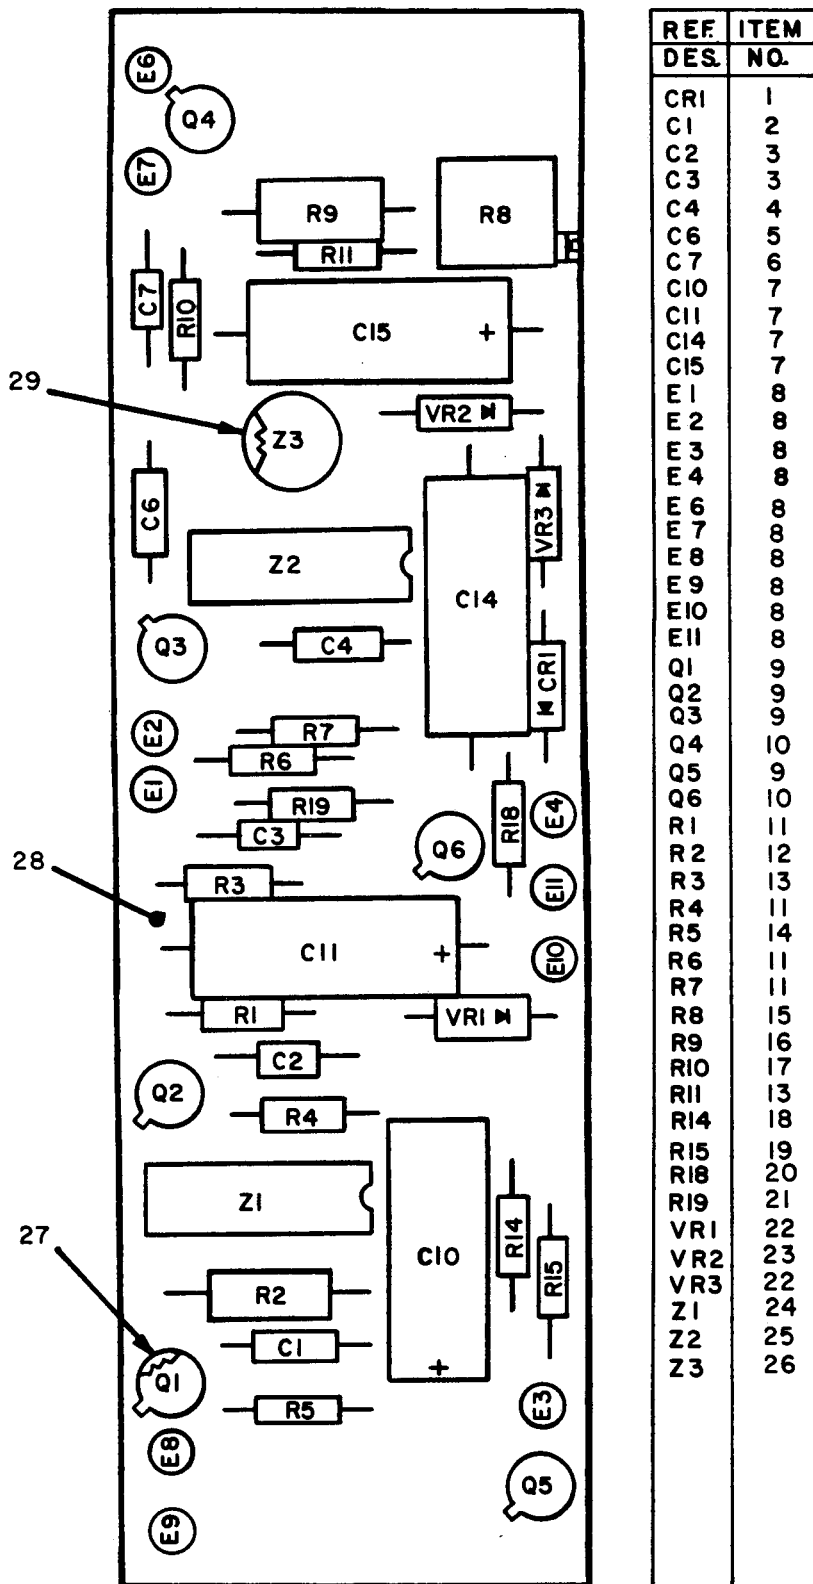 E6
Q4
E7
R9
R8
R11
C7
R10
C15
+
29
Z3
VR2
C6
VR3
Z2
C14
Q3
C4
CR1
E2
R7
R6
E1
R19
R18
E4
C3
Q6
28
R3
E11
C11
+
E10
R1
VR1
C2
Q2
R4
Z1
R14
27
C10
R15
R2
C1
+
Q1
R5
E3
E8
Q5
E9
REF. ITEM
DES. NO.
CR1 1
C1 2
C2 3
C3 3
C4 4
C6 5
C7 6
C10 7
C11 7
C14 7
C15 7
E1 8
E2 8
E3 8
E4 8
E6 8
E7 8
E8 8
E9 8
E10 8
E11 8
Q1 9
Q2 9
Q3 9
Q4 10
Q5 9
Q6 10
R1 11
R2 12
R3 13
R4 11
R5 14
R6 11
R7 11
R8 15
R9 16
R10 17
R11 13
R14 18
R15 19
R18 20
R19 21
VR1 22
VR2 23
VR3 22
Z1 24
Z2 25
Z3 26